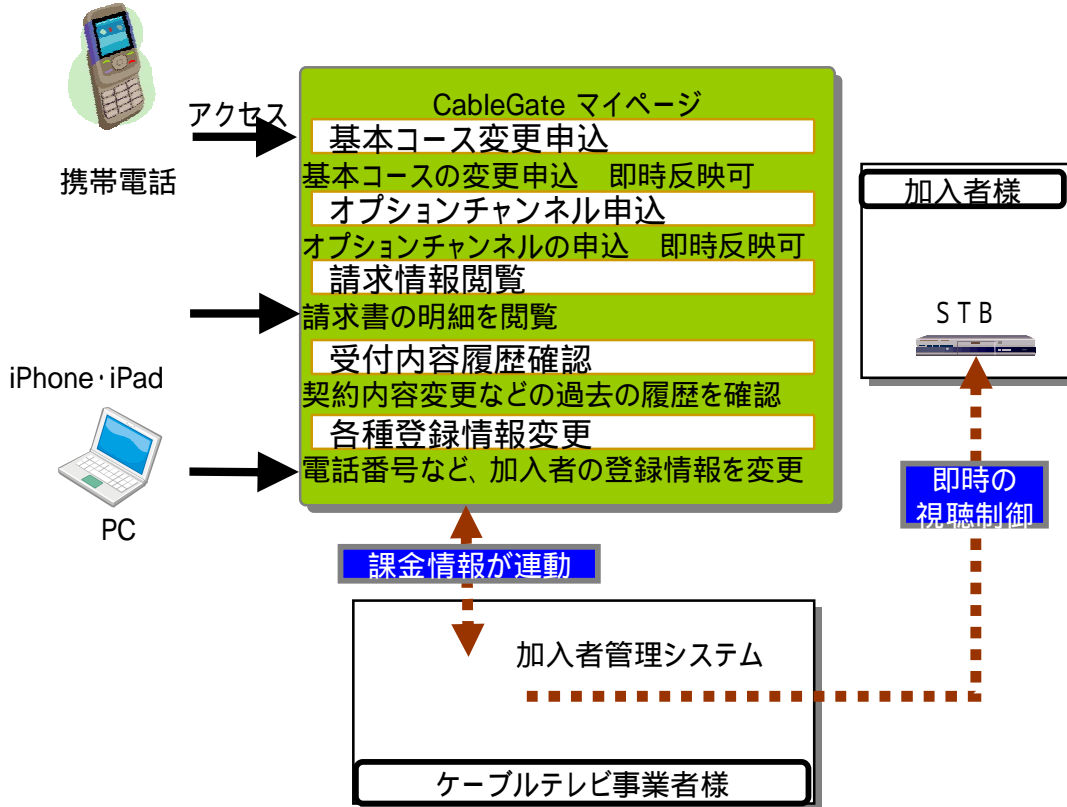 アクセス
携帯電話
iPhone･iPad
PC
CableGate マイページ
基本コース変更申込
基本コースの変更申込　即時反映可
オプションチャンネル申込
オプションチャンネルの申込　即時反映可
請求情報閲覧
請求書の明細を閲覧
受付内容履歴確認
契約内容変更などの過去の履歴を確認
各種登録情報変更
電話番号など、加入者の登録情報を変更
加入者様
ＳＴＢ
即時の
視聴制御
課金情報が連動
加入者管理システム
ケーブルテレビ事業者様